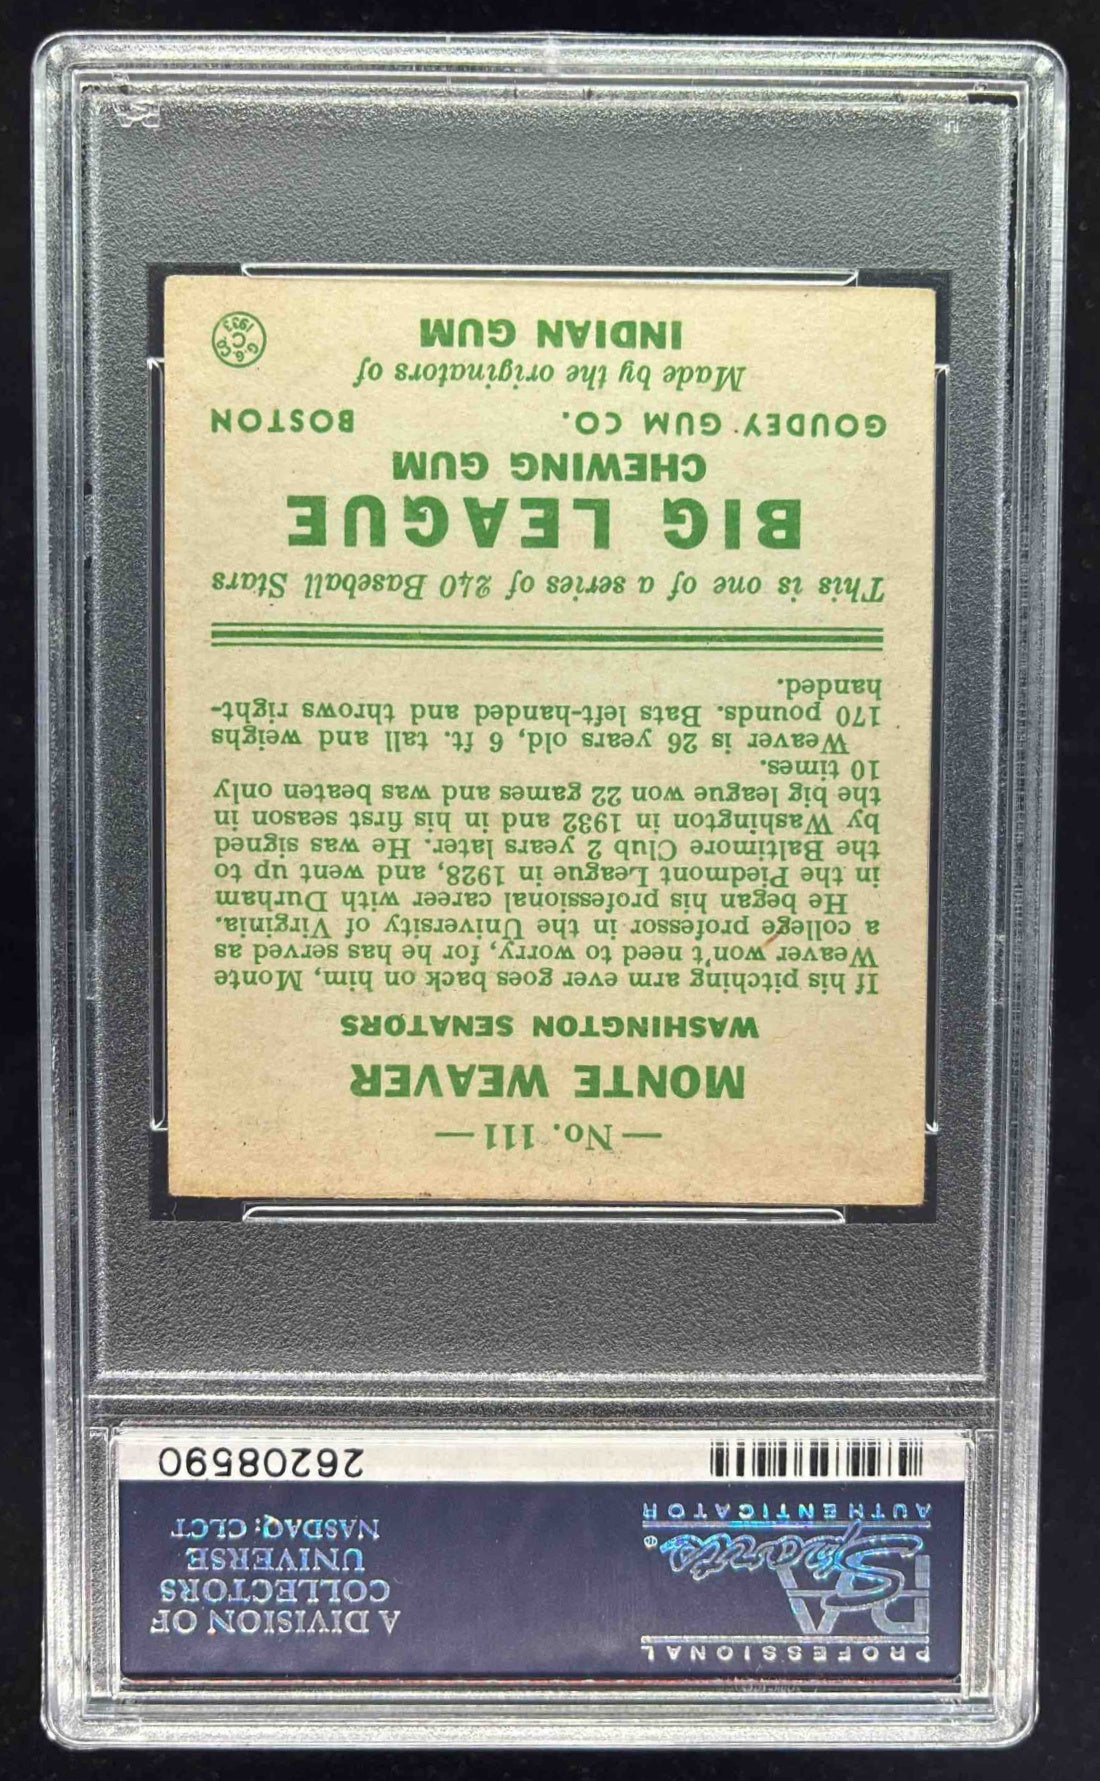 — No. 111 —
MONTE WEAVER
WASHINGTON SENATORS
If his pitching arm ever goes back on him, Monte
Weaver won't need to worry, for he has served as
a college professor in the University of Virginia.
He began his professional career with Durham
in the Piedmont League in 1928, and went up to
the Baltimore Club 2 years later. He was signed
by Washington in 1932 and in his first season in
the big league won 22 games and was beaten only
10 times.
Weaver is 26 years old, 6 ft. tall and weighs
170 pounds. Bats left-handed and throws right-
handed.
This is one of a series of 240 Baseball Stars
BIG LEAGUE
CHEWING GUM
GOUDEY GUM CO. BOSTON
Made by the originators of
INDIAN GUM
G. G. Co.
C
1933
PROFESSIONAL
PSA
Sports
®
AUTHENTICATOR
A DIVISION OF
COLLECTORS
UNIVERSE
NASDAQ: CLCT
26208590